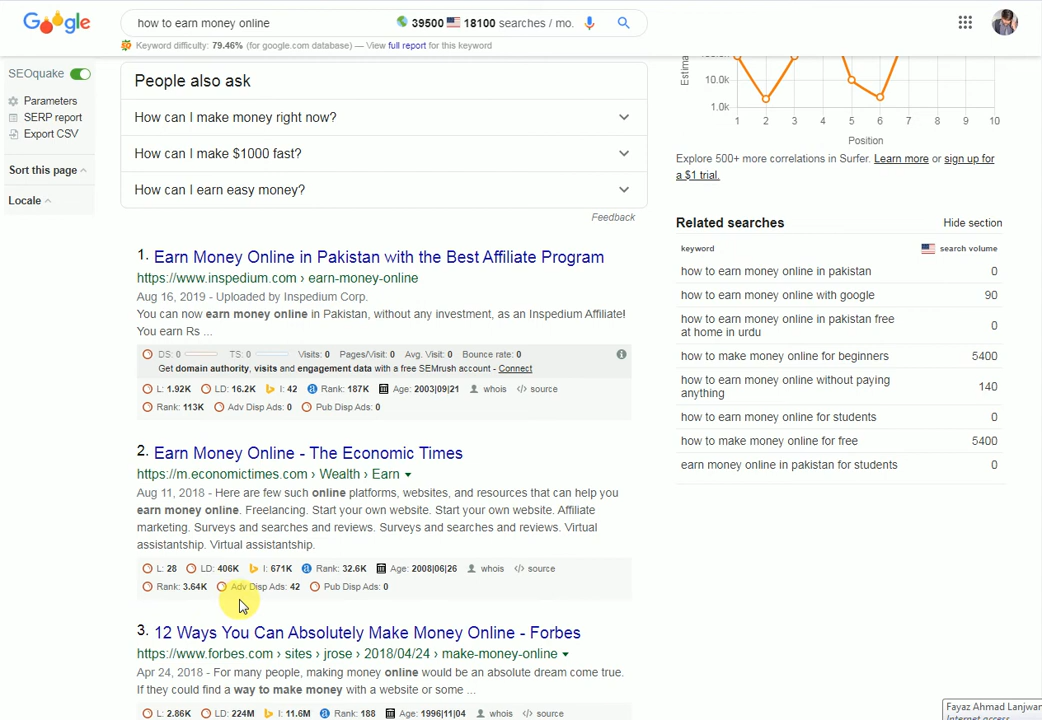 Google
how to earn money online
39500 18100 searches / mo.
Keyword difficulty: 79.46% (for google.com database) — View full report for this keyword
SEOquake
Parameters
SERP report
Export CSV
Sort this page
Locale
People also ask
How can I make money right now?
How can I make $1000 fast?
How can I earn easy money?
Feedback
1. Earn Money Online in Pakistan with the Best Affiliate Program
https://www.inspedium.com › earn-money-online
Aug 16, 2019 - Uploaded by Inspedium Corp.
You can now earn money online in Pakistan, without any investment, as an Inspedium Affiliate!
You earn Rs ...
DS: 0 TS: 0 Visits: 0 Pages/Visit: 0 Avg. Visit: 0 Bounce rate: 0
Get domain authority, visits and engagement data with a free SEMrush account - Connect
L: 1.92K LD: 16.2K I: 42 Rank: 187K Age: 2003|09|21 whois </> source
Rank: 113K Adv Disp Ads: 0 Pub Disp Ads: 0
2. Earn Money Online - The Economic Times
https://m.economictimes.com › Wealth › Earn
Aug 11, 2018 - Here are few such online platforms, websites, and resources that can help you
earn money online. Freelancing. Start your own website. Start your own website. Affiliate
marketing. Surveys and searches and reviews. Surveys and searches and reviews. Virtual
assistantship. Virtual assistantship.
L: 28 LD: 406K I: 671K Rank: 32.6K Age: 2008|06|26 whois </> source
Rank: 3.64K Adv Disp Ads: 42 Pub Disp Ads: 0
3. 12 Ways You Can Absolutely Make Money Online - Forbes
https://www.forbes.com › sites › jrose › 2018/04/24 › make-money-online
Apr 24, 2018 - For many people, making money online would be an absolute dream come true.
If they could find a way to make money with a website or some ...
L: 2.86K LD: 224M I: 11.6M Rank: 188 Age: 1996|11|04 whois </> source
10.0k
1.0k
1 2 3 4 5 6 7 8 9 10
Position
Explore 500+ more correlations in Surfer. Learn more or sign up for
a $1 trial.
Related searches Hide section
keyword search volume
how to earn money online in pakistan 0
how to earn money online with google 90
how to earn money online in pakistan free
at home in urdu 0
how to make money online for beginners 5400
how to earn money online without paying
anything 140
how to earn money online for students 0
how to make money online for free 5400
earn money online in pakistan for students 0
Fayaz Ahmad Lanjwar
Internet access